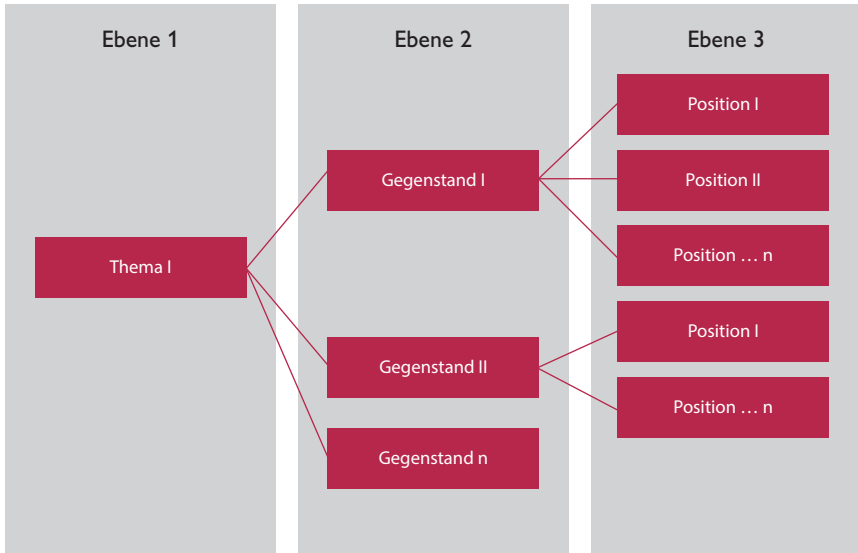 Ebene 1
Ebene 2
Ebene 3
Thema I
Gegenstand I
Gegenstand II
Gegenstand n
Position I
Position II
Position … n
Position I
Position … n